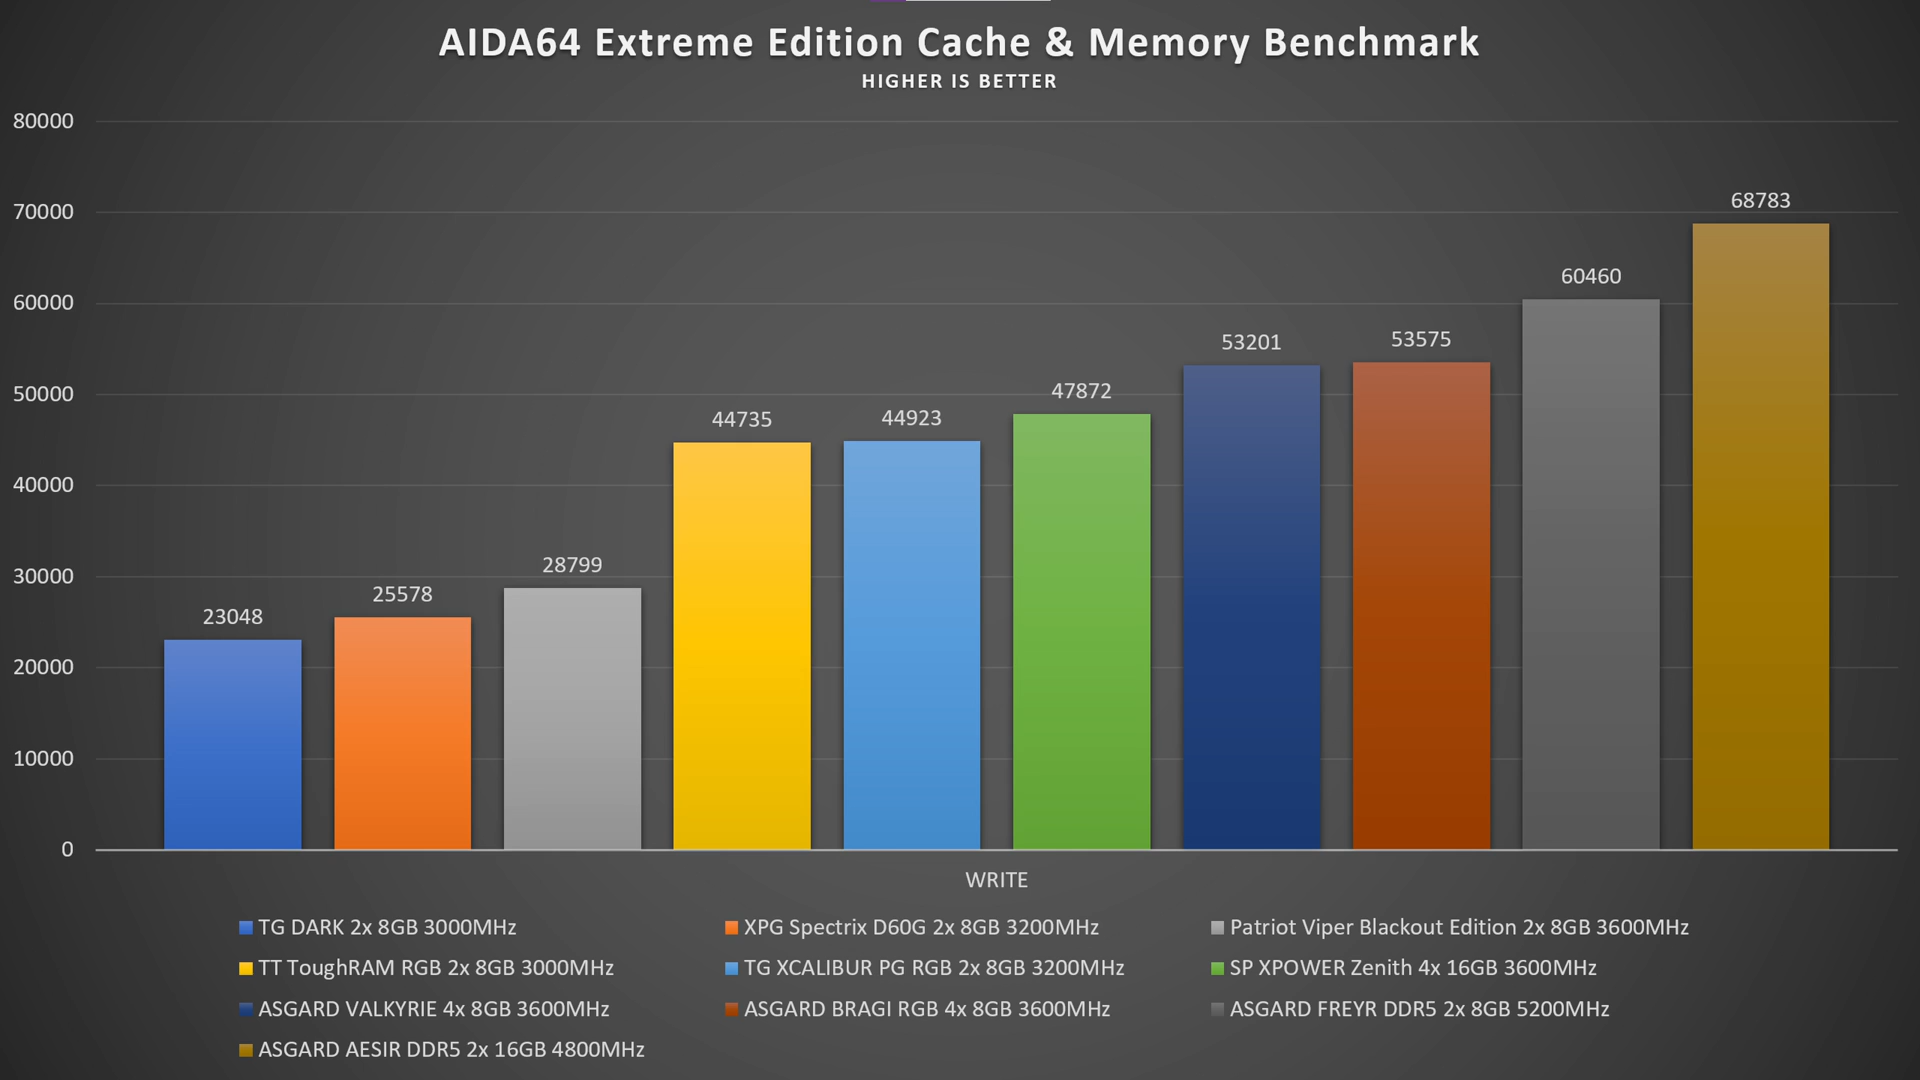 AIDA64 Extreme Edition Cache & Memory Benchmark
HIGHER IS BETTER
80000
70000
60000
50000
40000
30000
20000
10000
0
23048
25578
28799
44735
44923
47872
53201
53575
60460
68783
WRITE
TG DARK 2x 8GB 3000MHz
XPG Spectrix D60G 2x 8GB 3200MHz
Patriot Viper Blackout Edition 2x 8GB 3600MHz
TT ToughRAM RGB 2x 8GB 3000MHz
TG XCALIBUR PG RGB 2x 8GB 3200MHz
SP XPOWER Zenith 4x 16GB 3600MHz
ASGARD VALKYRIE 4x 8GB 3600MHz
ASGARD BRAGI RGB 4x 8GB 3600MHz
ASGARD FREYR DDR5 2x 8GB 5200MHz
ASGARD AESIR DDR5 2x 16GB 4800MHz